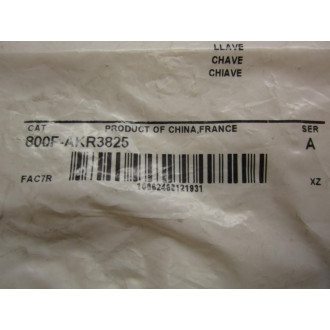 LLAVE
CHAVE
CHIAVE
CAT PRODUCT OF CHINA,FRANCE SER
800F-AKR3825 A
FAC7R XZ